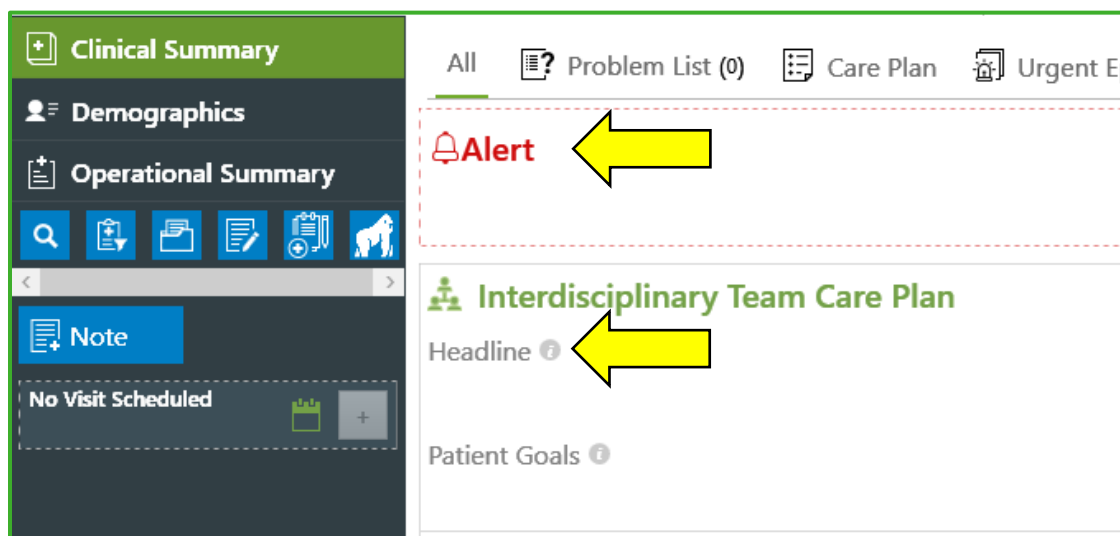 Clinical Summary
Demographics
Operational Summary
Note
No Visit Scheduled
+
All
Problem List (0)
Care Plan
Urgent E
Alert
Interdisciplinary Team Care Plan
Headline
Patient Goals